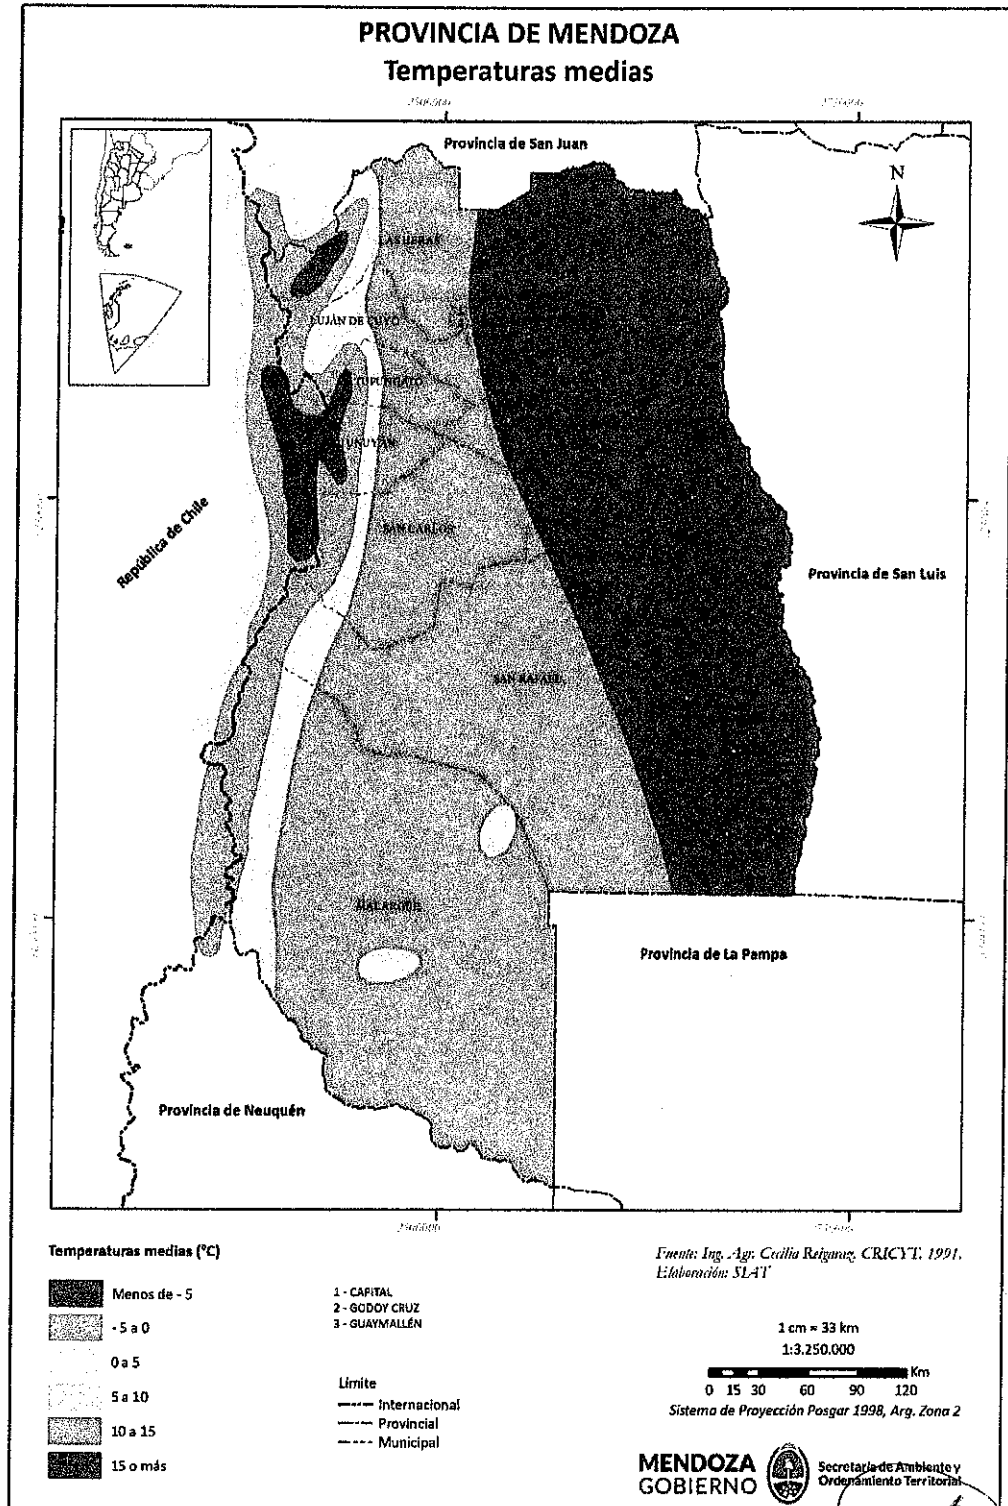 PROVINCIA DE MENDOZA
Temperaturas medias
Provincia de San Juan
N
LAS HERAS
LUJÁN DE CUYO
TUPUNGATO
República de Chile
SAN CARLOS
Provincia de San Luis
SAN RAFAEL
MALARGÜE
Provincia de La Pampa
Provincia de Neuquén
Temperaturas medias (°C)
Menos de - 5
- 5 a 0
0 a 5
5 a 10
10 a 15
15 o más
1 - CAPITAL
2 - GODOY CRUZ
3 - GUAYMALLÉN
Límite
Internacional
Provincial
Municipal
Fuente: Ing. Agr. Cecilia CRICYT, 1991.
Elaboración: SLAT
1 cm = 33 km
1:3.250.000
Km
0 15 30 60 90 120
Sistema de Proyección Posgar 1998, Arg. Zona 2
MENDOZA
GOBIERNO
Secretaría de Ambiente y
Ordenamiento Territorial